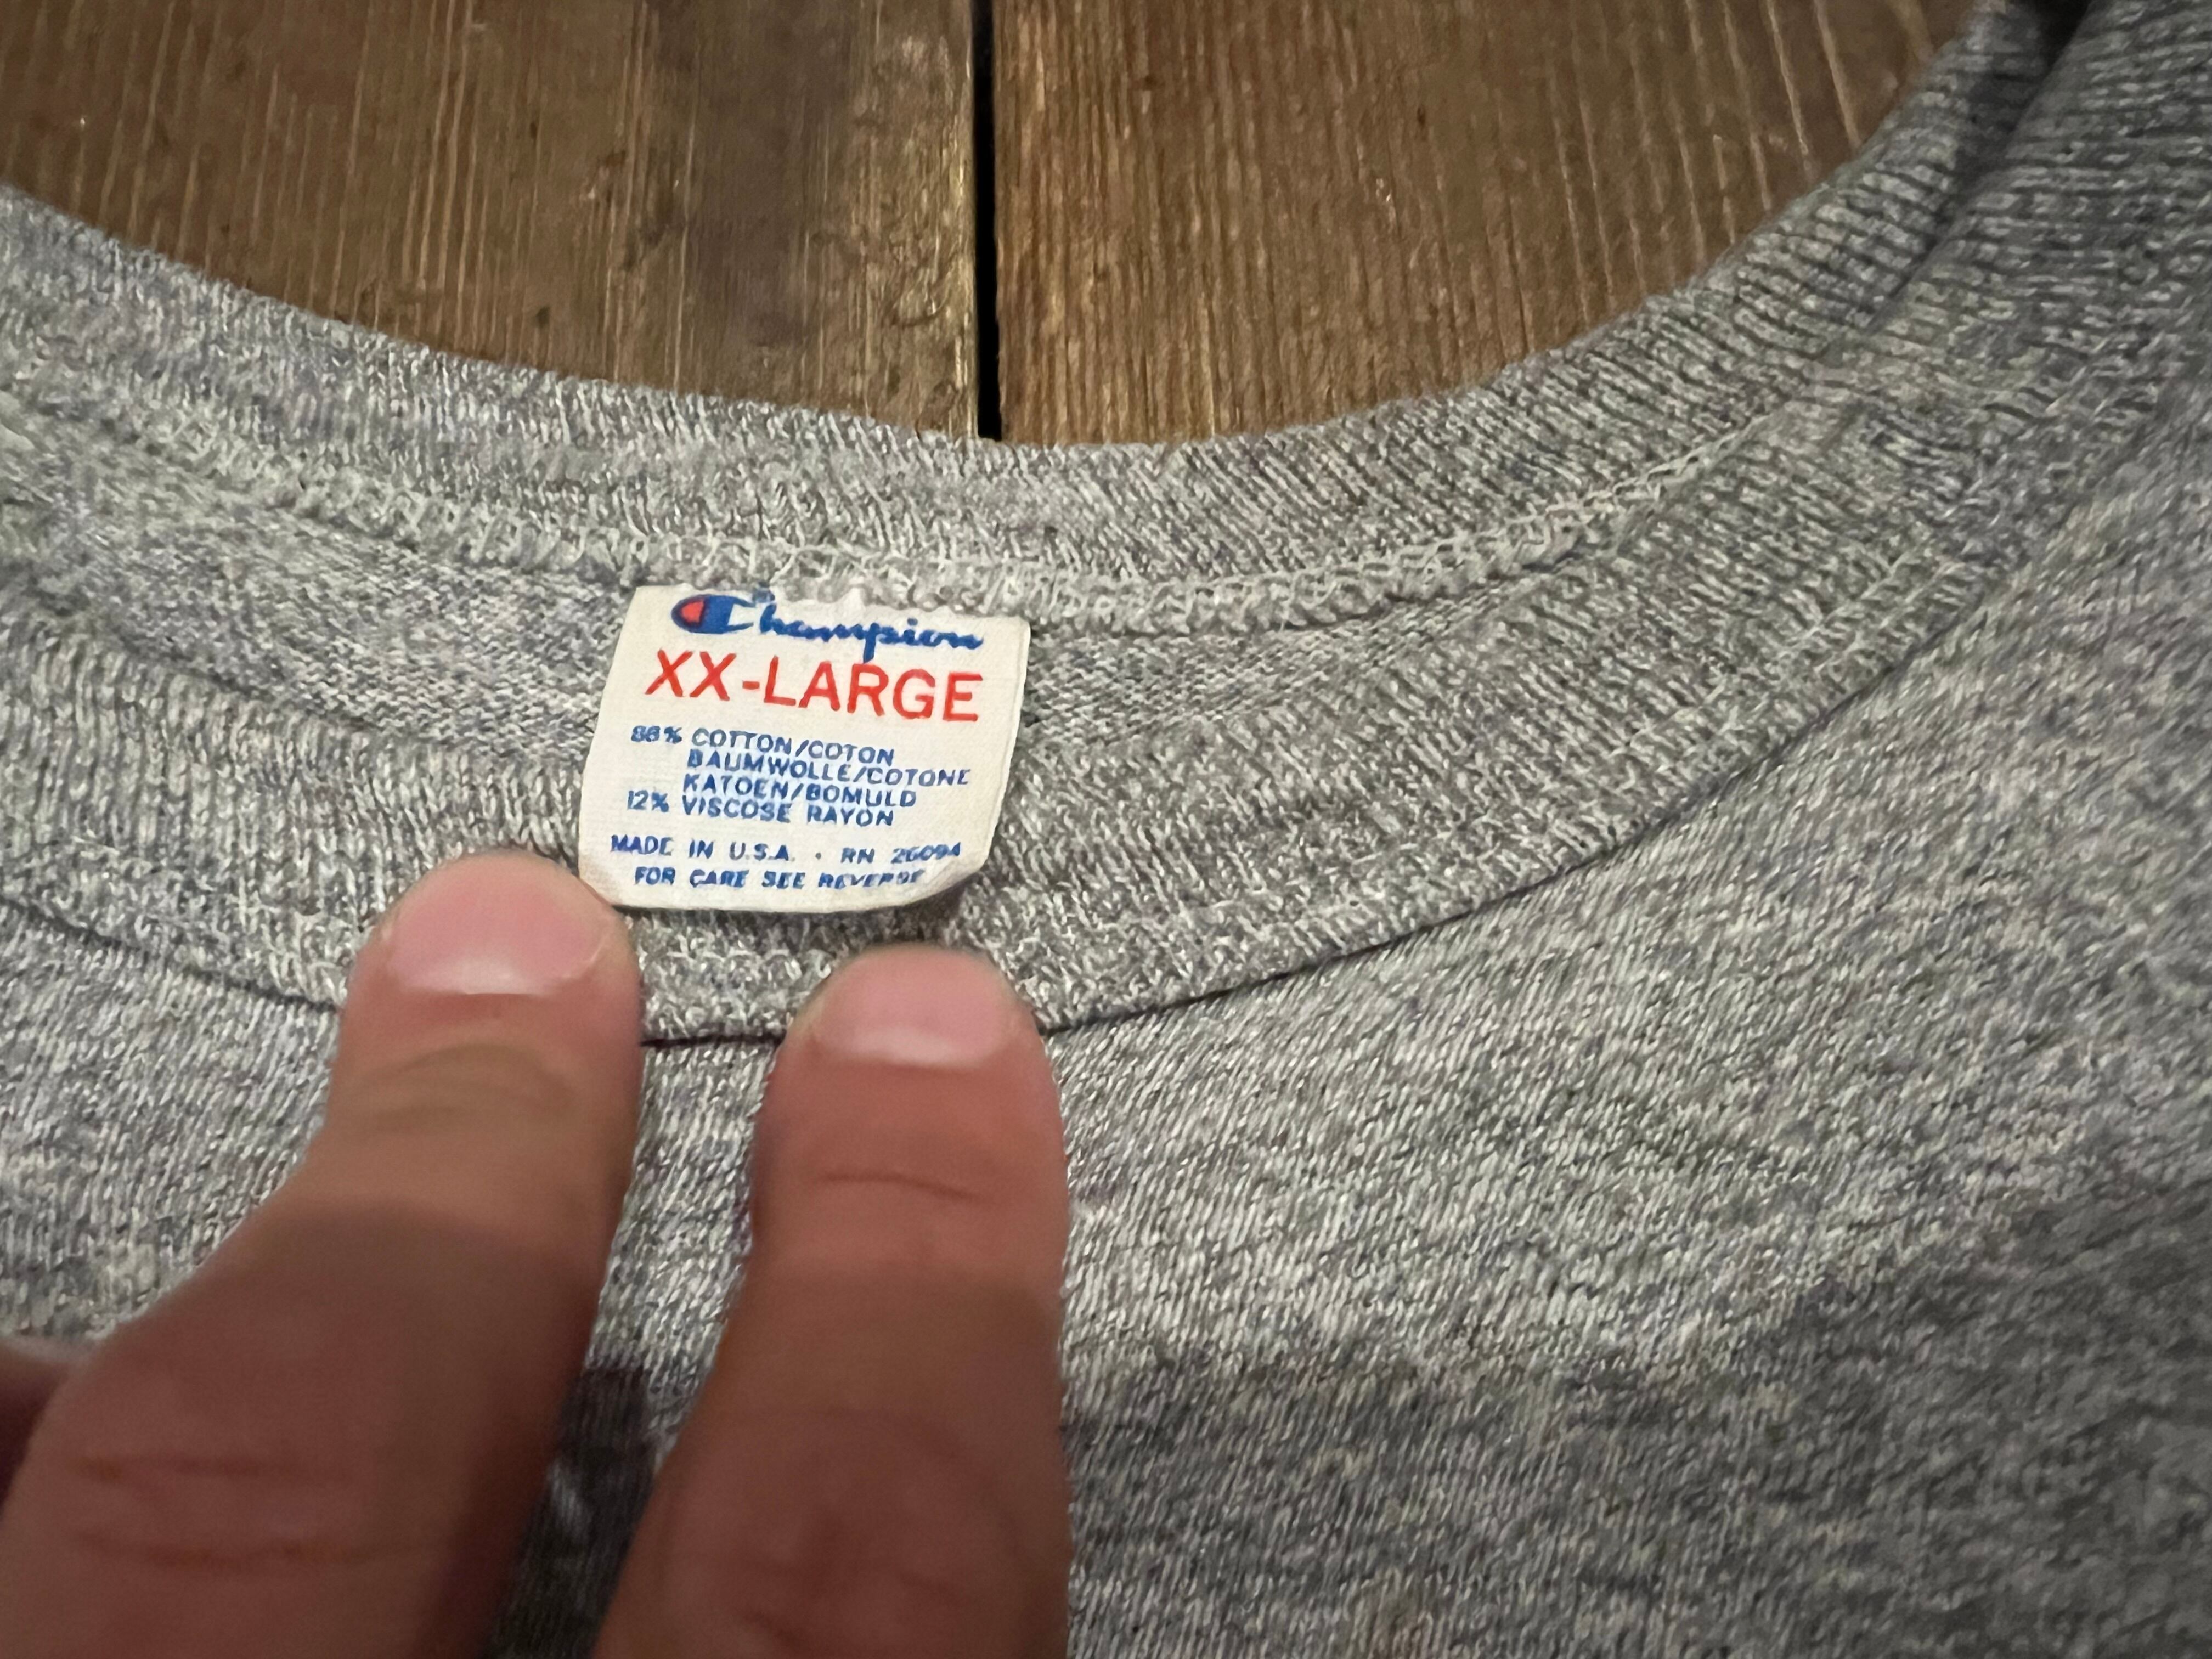 Champion
XX-LARGE
88% COTTON/COTON
BAUMWOLLE/COTONE
KATOEN/BOMULD
12% VISCOSE RAYON
MADE IN U.S.A. · RN 26094
FOR CARE SEE REVERSE